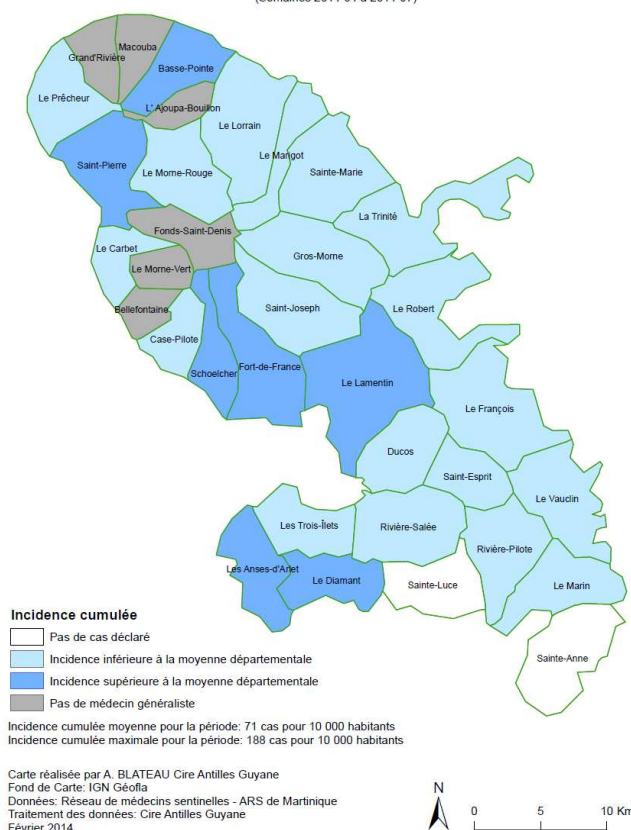 (Semaines
Macouba
Grand'Rivière
Basse-Pointe
Le Prêcheur
L' Ajoupa-Bouillon
Le Lorrain
Le Marigot
Saint-Pierre
Le Morne-Rouge
Sainte-Marie
La Trinité
Fonds-Saint-Denis
Le Carbet
Gros-Morne
Le Morne-Vert
Bellefontaine
Saint-Joseph
Le Robert
Case-Pilote
Schoelcher
Fort-de-France
Le Lamentin
Le François
Ducos
Saint-Esprit
Le Vauclin
Les Trois-Îlets
Rivière-Salée
Rivière-Pilote
Les Anses-d'Arlet
Le Diamant
Sainte-Luce
Le Marin
Sainte-Anne
Incidence cumulée
Pas de cas déclaré
Incidence inférieure à la moyenne départementale
Incidence supérieure à la moyenne départementale
Pas de médecin généraliste
Incidence cumulée moyenne pour la période: 71 cas pour 10 000 habitants
Incidence cumulée maximale pour la période: 188 cas pour 10 000 habitants
Carte réalisée par A. BLATEAU Cire Antilles Guyane
Fond de Carte: IGN Géofla
Données: Réseau de médecins sentinelles - ARS de Martinique
Traitement des données: Cire Antilles Guyane
Février 2014
N
0 5 10 Km